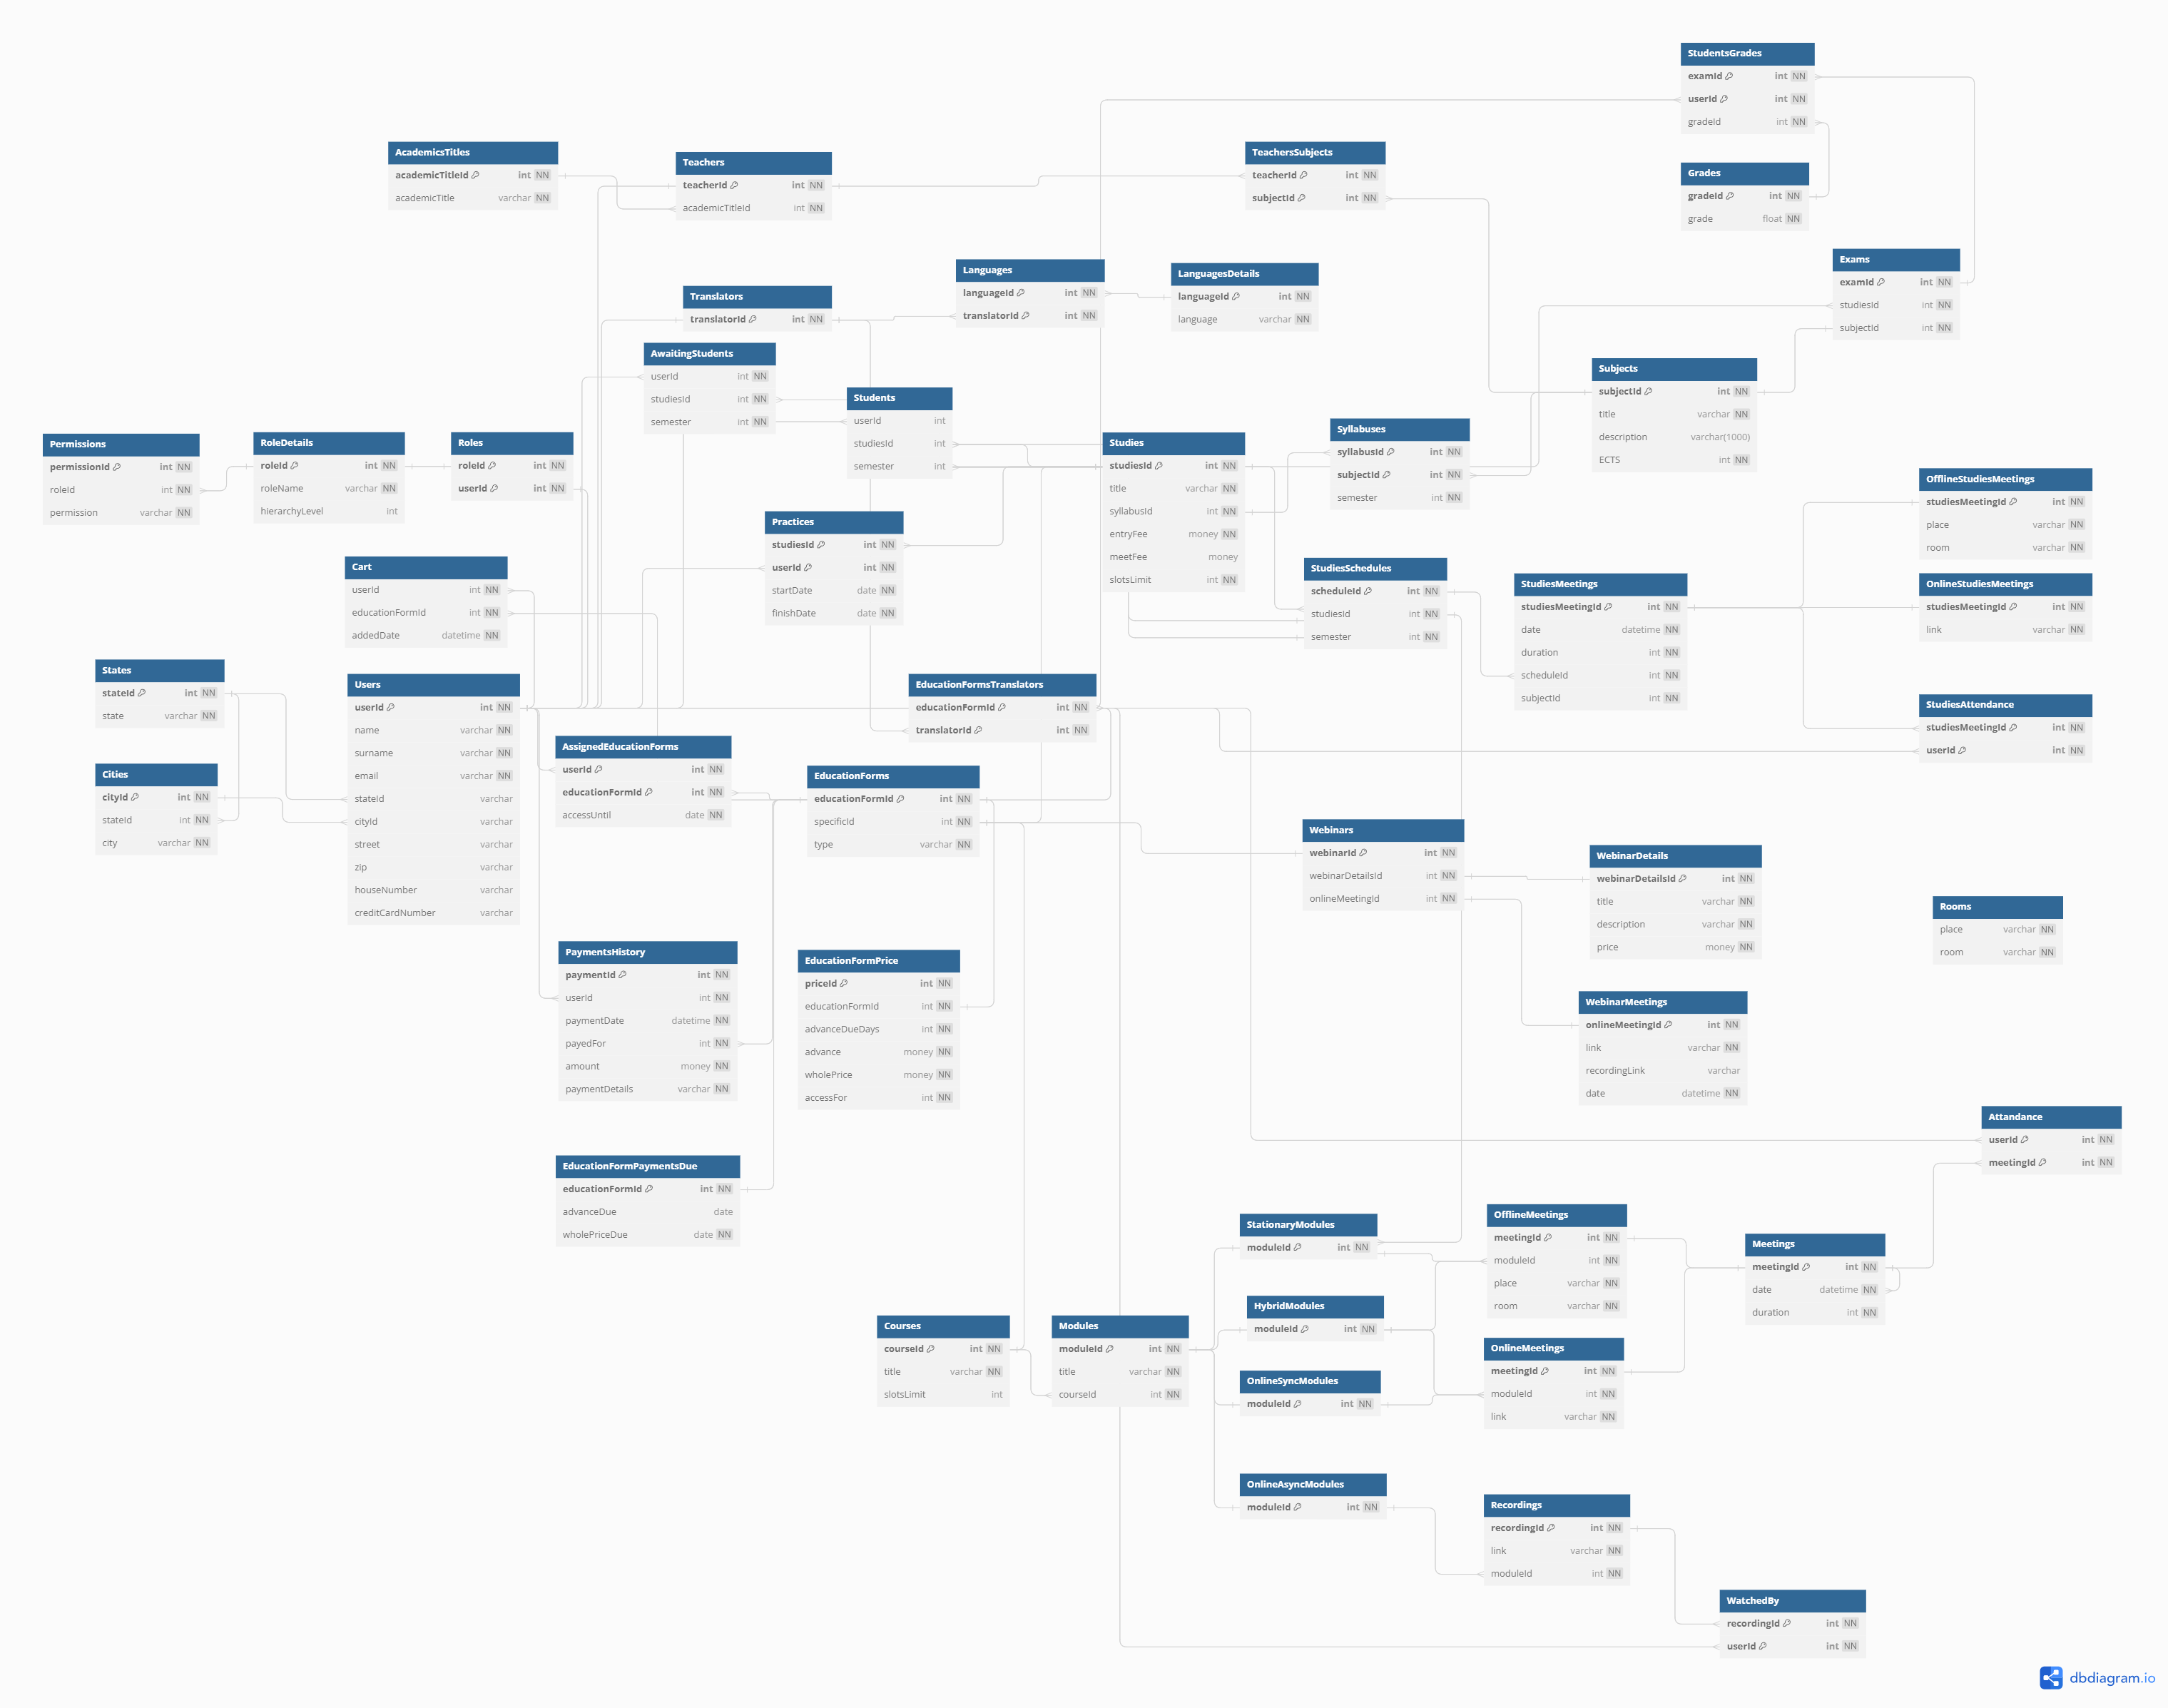 StudentsGrades
examId int NN
userId int NN
gradeId int NN
AcademicsTitles
academicTitleId int NN
academicTitle varchar NN
Teachers
teacherId int NN
academicTitleId int NN
TeachersSubjects
teacherId int NN
subjectId int NN
Grades
gradeId int NN
grade float NN
Exams
examId int NN
studiesId int NN
subjectId int NN
Languages
languageId int NN
translatorId int NN
LanguagesDetails
languageId int NN
language varchar NN
Translators
translatorId int NN
AwaitingStudents
userId int NN
studiesId int NN
semester int NN
Students
userId int
studiesId int
semester int
Subjects
subjectId int NN
title varchar NN
description varchar(1000)
ECTS int NN
Permissions
permissionId int NN
roleId int NN
permission varchar NN
RoleDetails
roleId int NN
roleName varchar NN
hierarchyLevel int
Roles
roleId int NN
userId int NN
Studies
studiesId int NN
title varchar NN
syllabusId int NN
entryFee money NN
meetFee money
slotsLimit int NN
Syllabuses
syllabusId int NN
subjectId int NN
semester int NN
OfflineStudiesMeetings
studiesMeetingId int NN
place varchar NN
room varchar NN
Practices
studiesId int NN
userId int NN
startDate date NN
finishDate date NN
Cart
userId int NN
educationFormId int NN
addedDate datetime NN
StudiesSchedules
scheduleId int NN
studiesId int NN
semester int NN
StudiesMeetings
studiesMeetingId int NN
date datetime NN
duration int NN
scheduleId int NN
subjectId int NN
OnlineStudiesMeetings
studiesMeetingId int NN
link varchar NN
States
stateId int NN
state varchar NN
Users
userId int NN
name varchar NN
surname varchar NN
email varchar NN
stateId varchar
cityId varchar
street varchar
zip varchar
houseNumber varchar
creditCardNumber varchar
EducationFormsTranslators
educationFormId int NN
translatorId int NN
StudiesAttendance
studiesMeetingId int NN
userId int NN
Cities
cityId int NN
stateId int NN
city varchar NN
AssignedEducationForms
userId int NN
educationFormId int NN
accessUntil date NN
EducationForms
educationFormId int NN
specificId int NN
type varchar NN
Webinars
webinarId int NN
webinarDetailsId int NN
onlineMeetingId int NN
WebinarDetails
webinarDetailsId int NN
title varchar NN
description varchar NN
price money NN
Rooms
place varchar NN
room varchar NN
PaymentsHistory
paymentId int NN
userId int NN
paymentDate datetime NN
payedFor int NN
amount money NN
paymentDetails varchar NN
EducationFormPrice
priceId int NN
educationFormId int NN
advanceDueDays int NN
advance money NN
wholePrice money NN
accessFor int NN
WebinarMeetings
onlineMeetingId int NN
link varchar NN
recordingLink varchar
date datetime NN
Attandance
userId int NN
meetingId int NN
EducationFormPaymentsDue
educationFormId int NN
advanceDue date
wholePriceDue date NN
StationaryModules
moduleId int NN
OfflineMeetings
meetingId int NN
moduleId int NN
place varchar NN
room varchar NN
Meetings
meetingId int NN
date datetime NN
duration int NN
Courses
courseId int NN
title varchar NN
slotsLimit int
Modules
moduleId int NN
title varchar NN
courseId int NN
HybridModules
moduleId int NN
OnlineMeetings
meetingId int NN
moduleId int NN
link varchar NN
OnlineSyncModules
moduleId int NN
OnlineAsyncModules
moduleId int NN
Recordings
recordingId int NN
link varchar NN
moduleId int NN
WatchedBy
recordingId int NN
userId int NN
dbdiagram.io